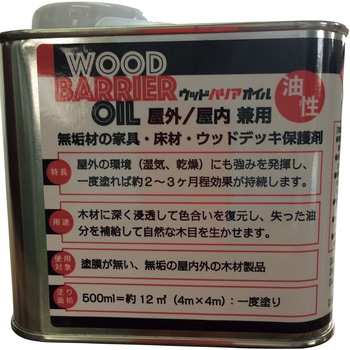 WOOD
BARRIER
OIL
ウッドバリアオイル
油性
屋外/屋内 兼用
無垢材の家具・床材・ウッドデッキ保護剤
特長
屋外の環境（湿気、乾燥）にも強みを発揮し、
一度塗れば約2～3ヶ月程効果が持続します。
用途
木材に深く浸透して色合いを復元し、失った油
分を補給して自然な木目を生かせます。
使用
対象
塗膜が無い、無垢の屋内外の木材製品
塗り
面積
500ml＝約12㎡（4m×4m）：一度塗り